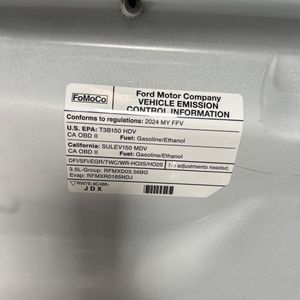 FoMoCo
Ford Motor Company
VEHICLE EMISSION
CONTROL INFORMATION
Conforms to regulations: 2024 MY FFV
U.S. EPA: T3B150 HDV
CA OBD II Fuel: Gasoline/Ethanol
California: SULEV150 MDV
CA OBD II Fuel: Gasoline/Ethanol
DFI/SFI/EGR/TWC/WR-HO2S/HO2S No adjustments needed.
3.5L-Group: RFMXD03.56BG
Evap: RFMXR0185NDJ
RW7E-9C485-
JDX